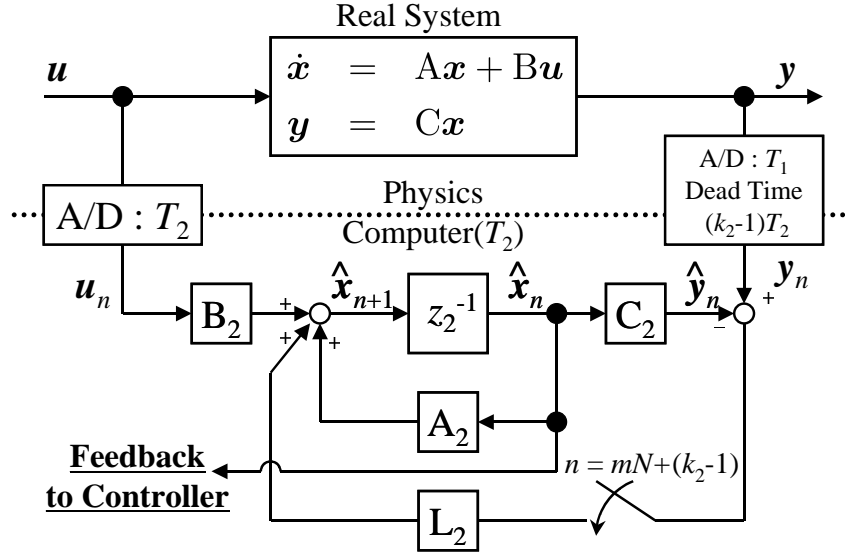 Real System
u
ẋ = Ax + Bu
y = Cx
y
A/D : T₁
Dead Time
(k₂-1)T₂
Physics
A/D : T₂
Computer(T₂)
uₙ
B₂
+
+
+
x̂ₙ₊₁
z₂⁻¹
x̂ₙ
C₂
ŷₙ
yₙ
+
−
A₂
Feedback
to Controller
n = mN+(k₂-1)
L₂